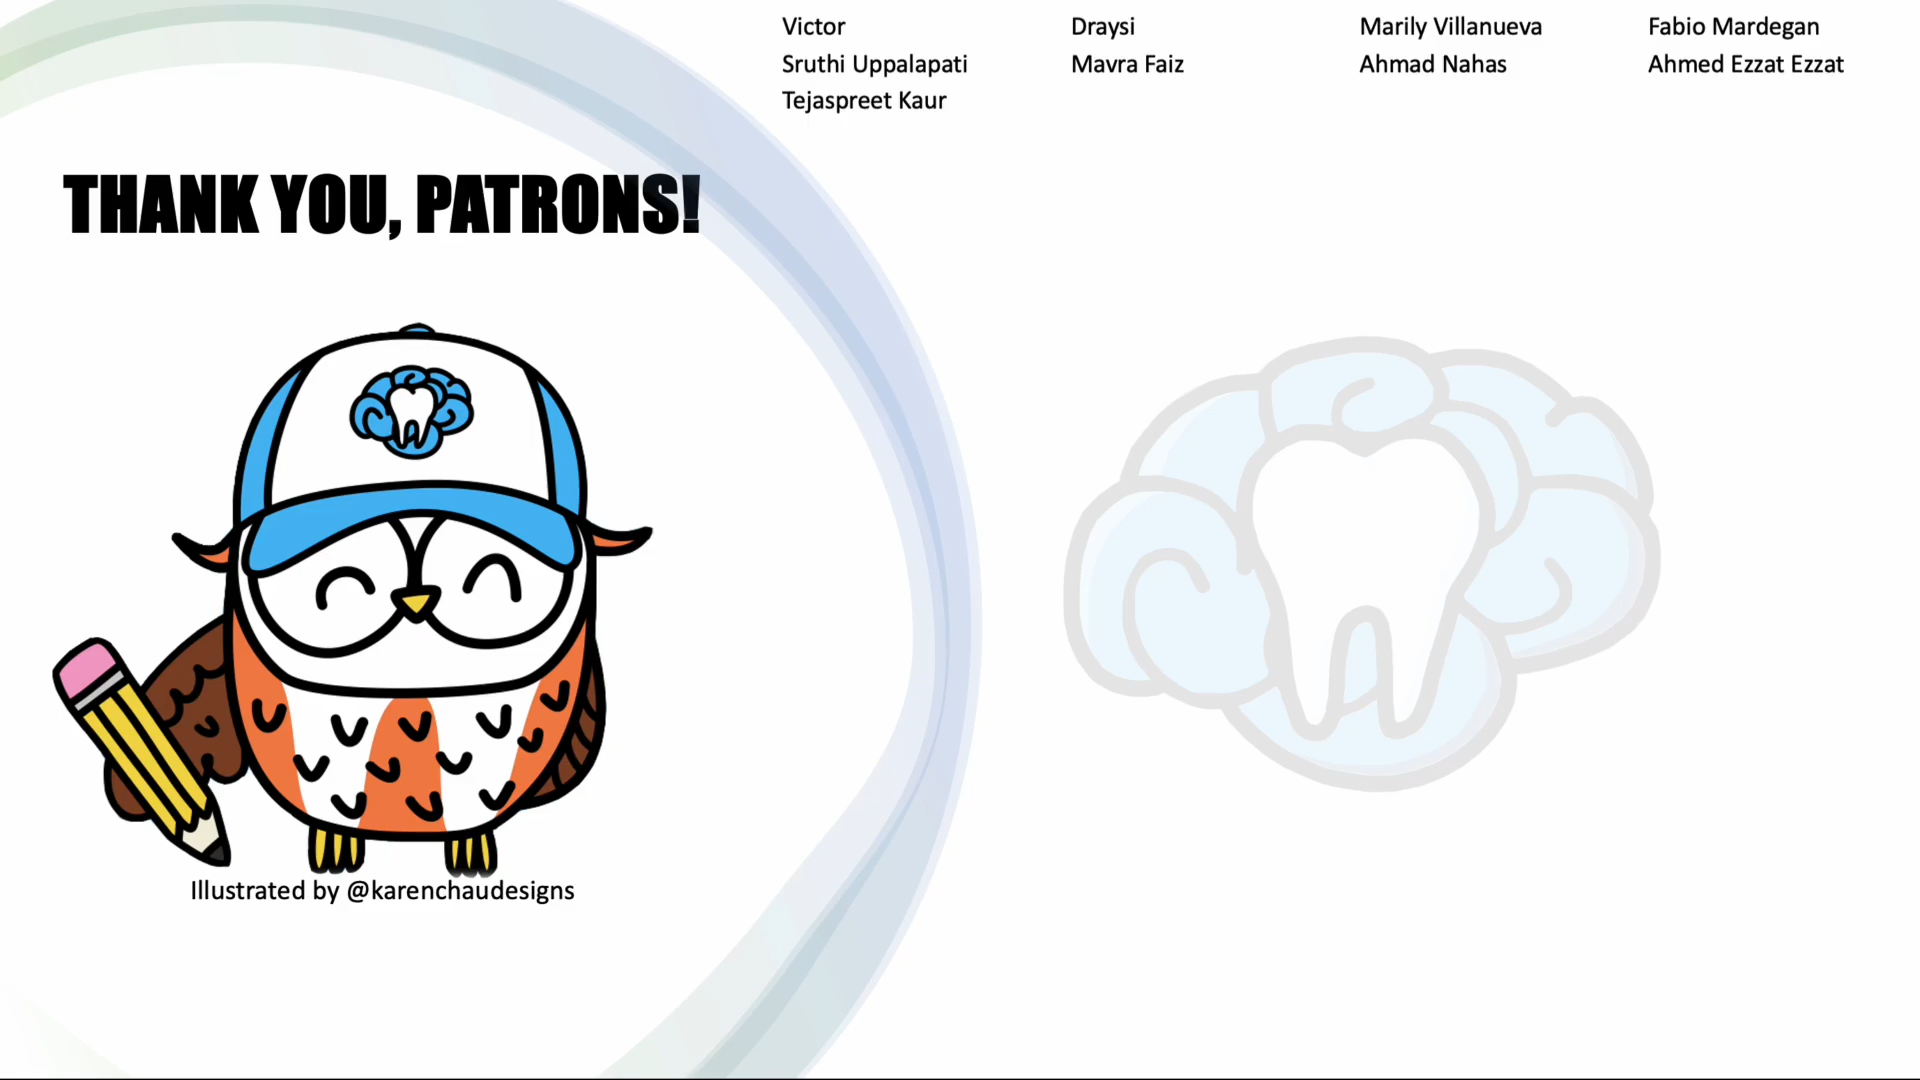 Victor
Draysi
Marily Villanueva
Fabio Mardegan
Sruthi Uppalapati
Mavra Faiz
Ahmad Nahas
Ahmed Ezzat Ezzat
Tejaspreet Kaur
THANK YOU, PATRONS!
Illustrated by @karenchaudesigns